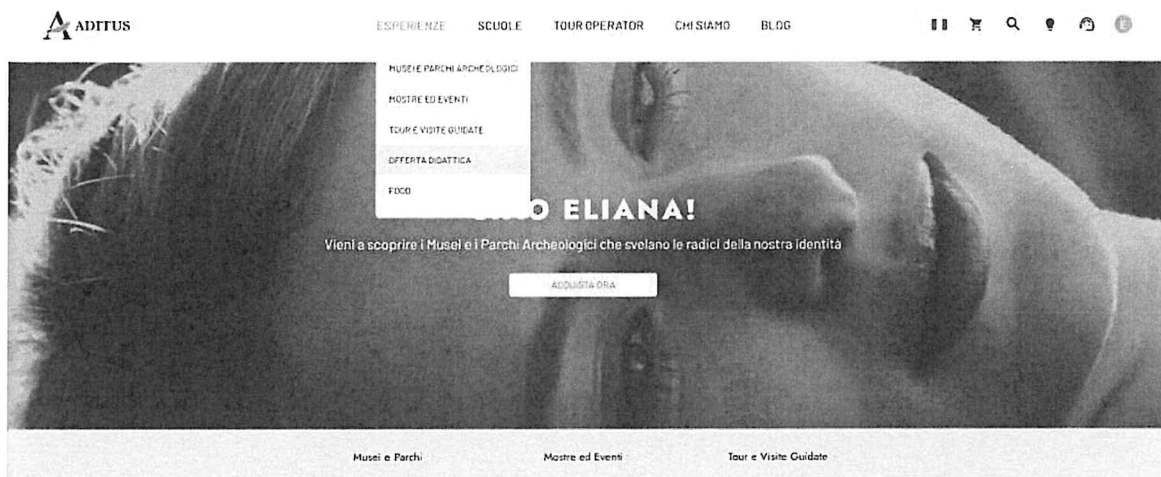 ADITUS
ESPERIENZE SCUOLE TOUR OPERATOR CHI SIAMO BLOG E
MUSEI E PARCHI ARCHEOLOGICI
MOSTRE ED EVENTI
TOUR E VISITE GUIDATE
OFFERTA DIDATTICA
FOOD
ELIANA!
Vieni a scoprire i Musei e i Parchi Archeologici che svelano le radici della nostra identità
ACQUISTA ORA
Musei e Parchi Mostre ed Eventi Tour e Visite Guidate